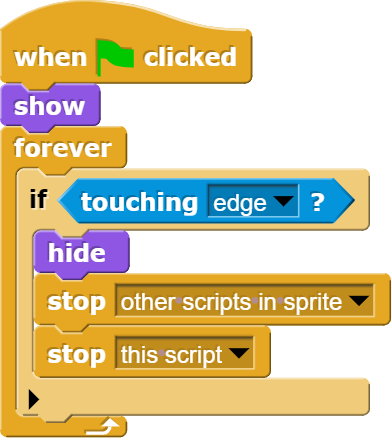 when clicked
show
forever
if touching edge ?
hide
stop other scripts in sprite
stop this script